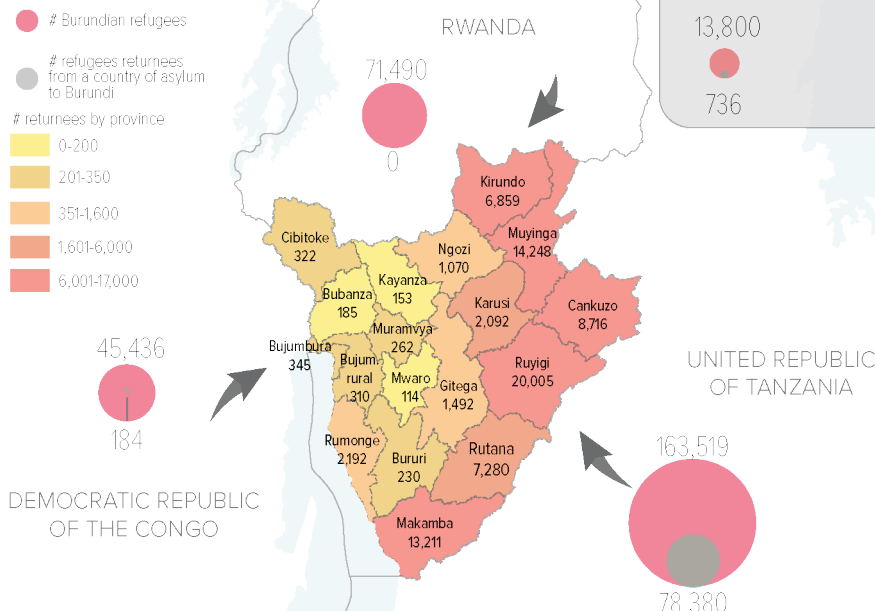 # Burundian refugees
# refugees returnees
from a country of asylum
to Burundi
# returnees by province
0-200
201-350
351-1,600
1,601-6,000
6,001-17,000
RWANDA
71,490
0
13,800
736
Kirundo
6,859
Muyinga
14,248
Cibitoke
322
Ngozi
1,070
Kayanza
153
Bubanza
185
Karusi
2,092
Cankuzo
8,716
Muramvya
262
Bujumbura
345
Bujum.
rural
310
Mwaro
114
Gitega
1,492
Ruyigi
20,005
Rumonge
2,192
Bururi
230
Rutana
7,280
Makamba
13,211
45,436
184
DEMOCRATIC REPUBLIC
OF THE CONGO
UNITED REPUBLIC
OF TANZANIA
163,519
78,380